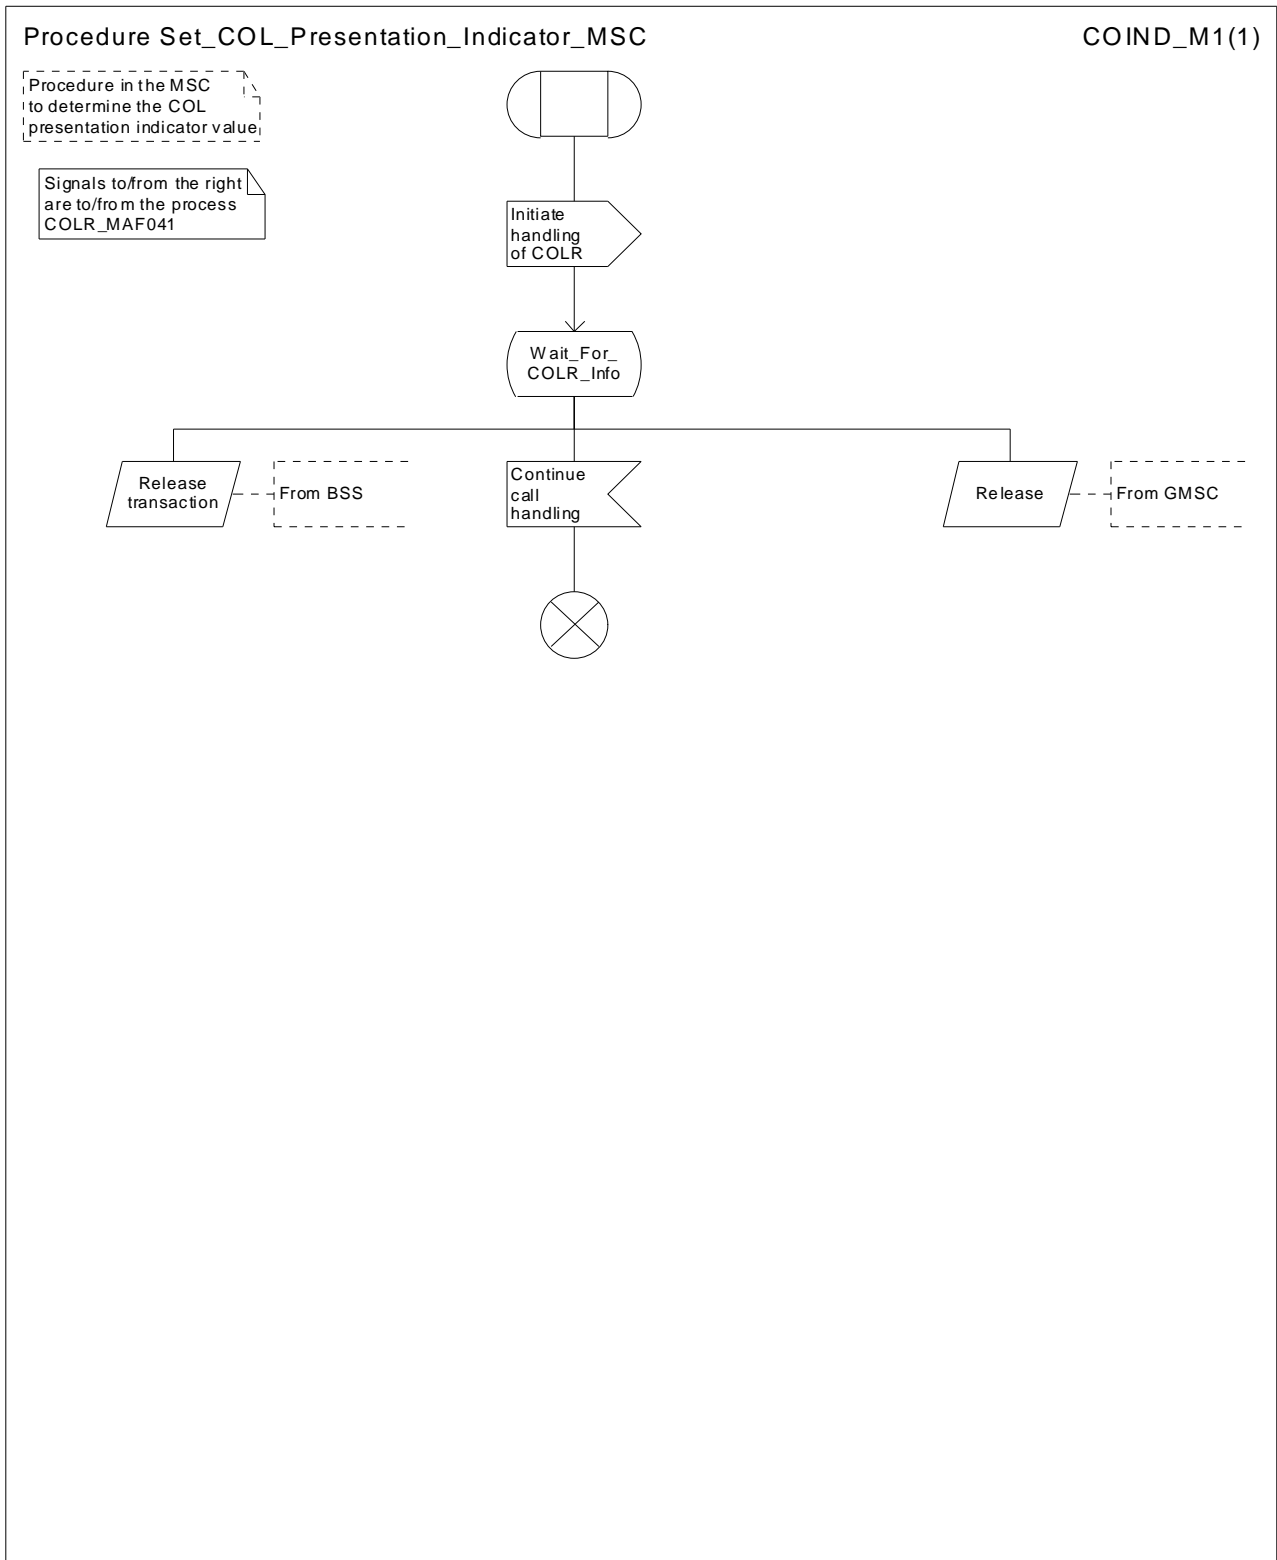 Procedure Set_COL_Presentation_Indicator_MSC
COIND_M1(1)
Procedure in the MSC
to determine the COL
presentation indicator value
Signals to/from the right
are to/from the process
COLR_MAF041
Initiate
handling
of COLR
Wait_For_
COLR_Info
Release
transaction
From BSS
Continue
call
handling
Release
From GMSC